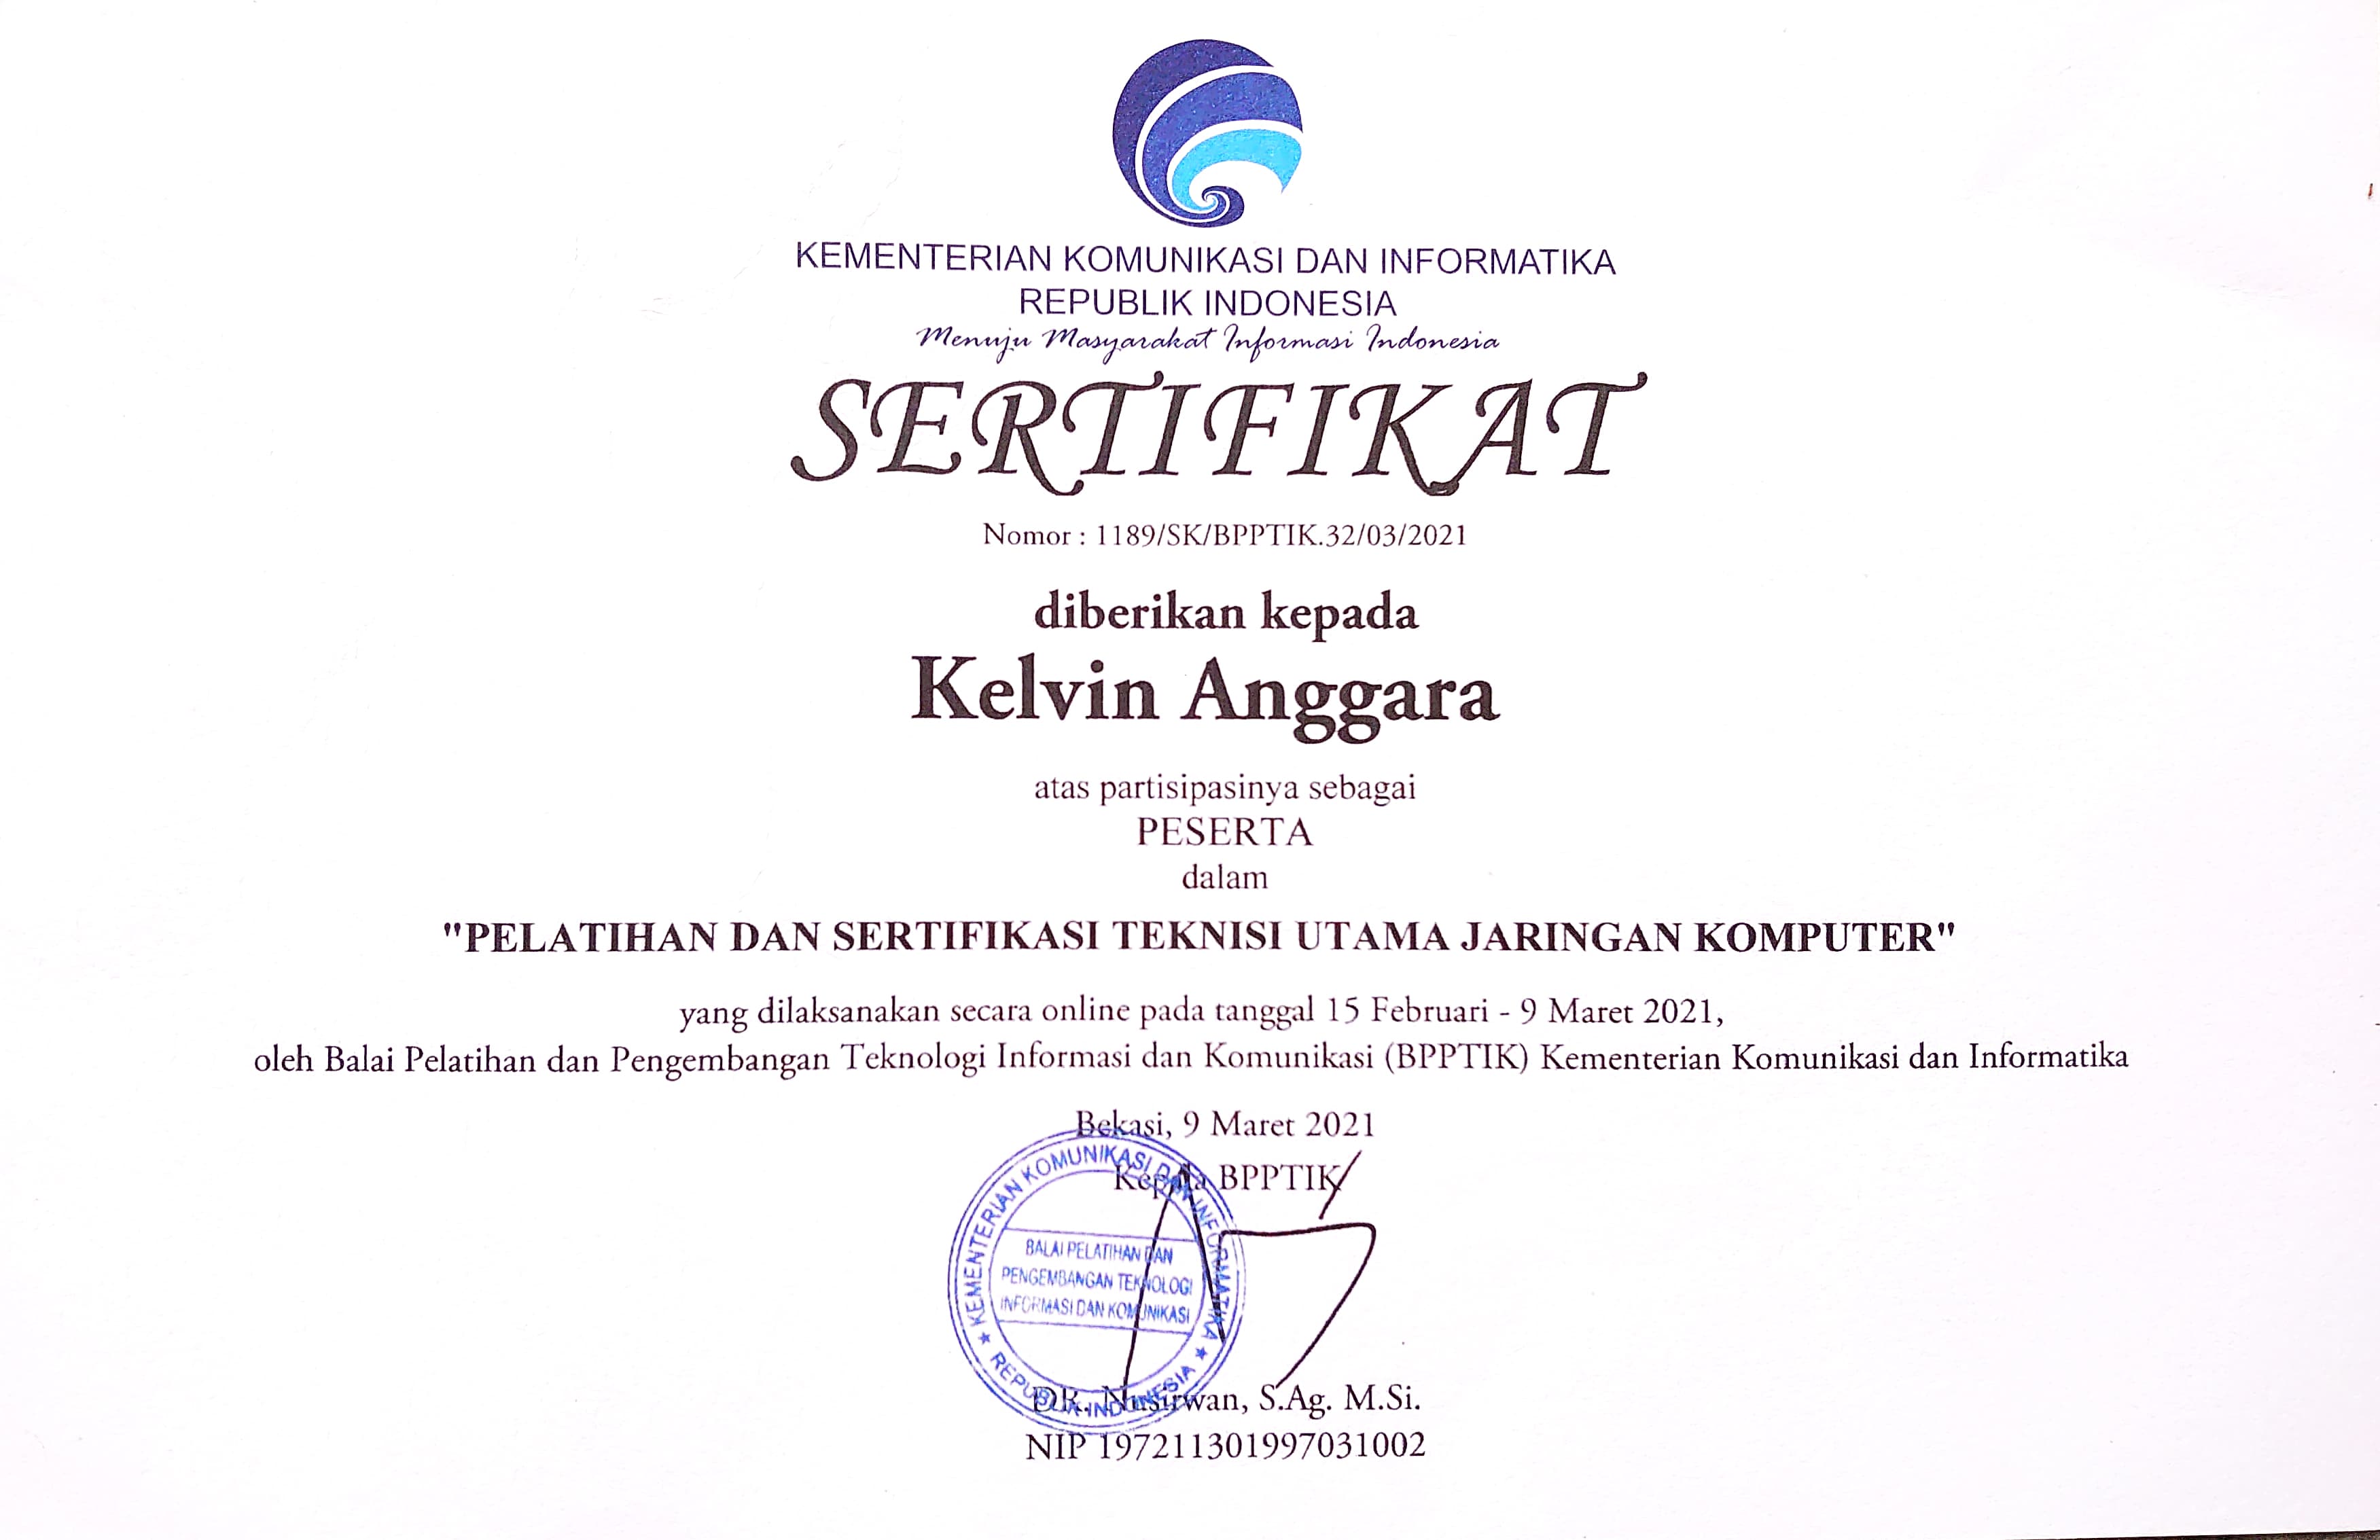 KEMENTERIAN KOMUNIKASI DAN INFORMATIKA
REPUBLIK INDONESIA
Menuju Masyarakat Informasi Indonesia
SERTIFIKAT
Nomor : 1189/SK/BPPTIK.32/03/2021
diberikan kepada
Kelvin Anggara
atas partisipasinya sebagai
PESERTA
dalam
"PELATIHAN DAN SERTIFIKASI TEKNISI UTAMA JARINGAN KOMPUTER"
yang dilaksanakan secara online pada tanggal 15 Februari - 9 Maret 2021,
oleh Balai Pelatihan dan Pengembangan Teknologi Informasi dan Komunikasi (BPPTIK) Kementerian Komunikasi dan Informatika
Bekasi, 9 Maret 2021
Kepala BPPTIK
KEMENTERIAN KOMUNIKASI DAN INFORMATIKA
BALAI PELATIHAN DAN
PENGEMBANGAN TEKNOLOGI
INFORMASI DAN KOMUNIKASI
★ REPUBLIK INDONESIA ★
DR. Nusirwan, S.Ag. M.Si.
NIP 197211301997031002